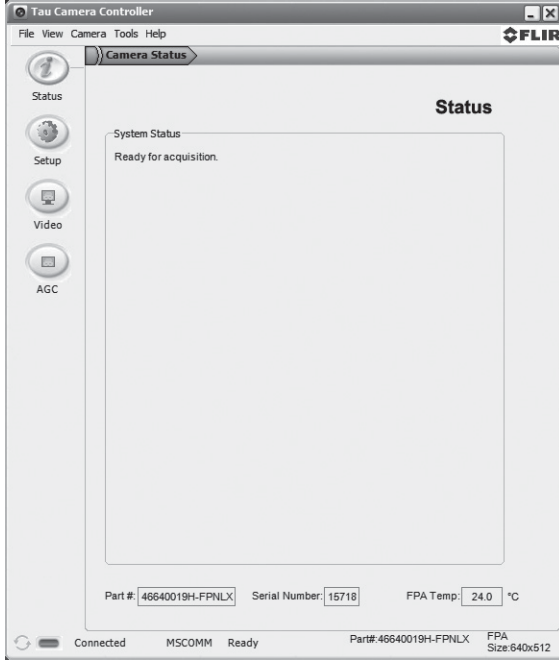 Tau Camera Controller
File View Camera Tools Help
FLIR
Camera Status
Status
Setup
Video
AGC
Status
System Status
Ready for acquisition.
Part #: 46640019H-FPNLX Serial Number: 15718 FPA Temp: 24.0 °C
Connected MSCOMM Ready Part#:46640019H-FPNLX FPA
Size:640x512